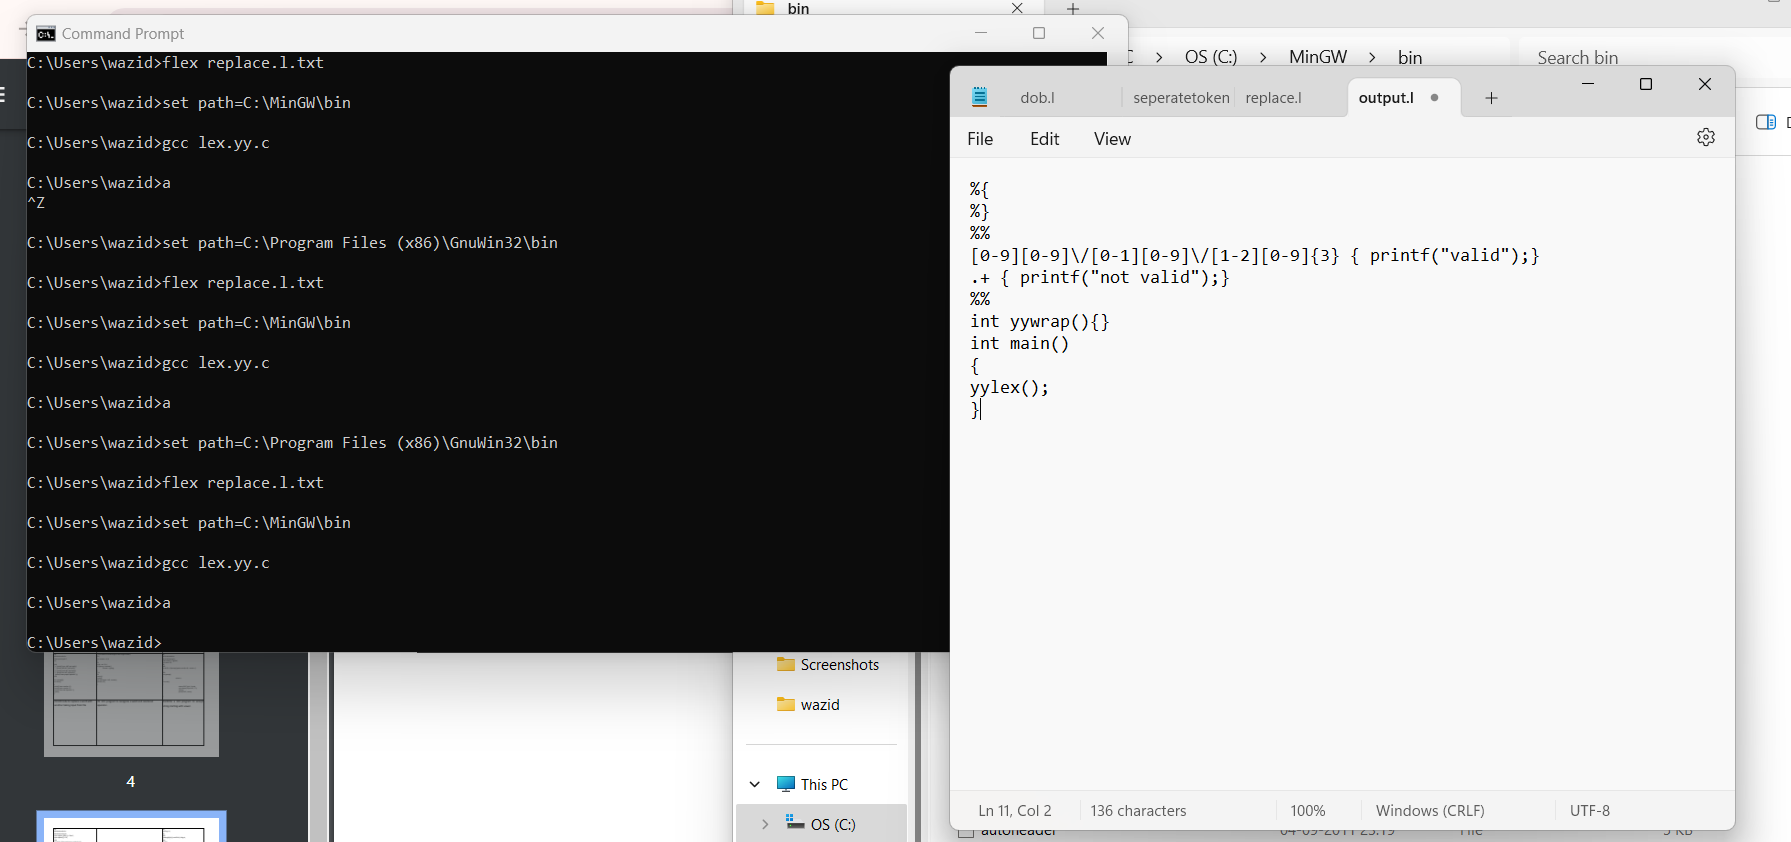 bin
Command Prompt
C:\Users\wazid>flex replace.l.txt
C:\Users\wazid>set path=C:\MinGW\bin
C:\Users\wazid>gcc lex.yy.c
C:\Users\wazid>a
^Z
C:\Users\wazid>set path=C:\Program Files (x86)\GnuWin32\bin
C:\Users\wazid>flex replace.l.txt
C:\Users\wazid>set path=C:\MinGW\bin
C:\Users\wazid>gcc lex.yy.c
C:\Users\wazid>a
C:\Users\wazid>set path=C:\Program Files (x86)\GnuWin32\bin
C:\Users\wazid>flex replace.l.txt
C:\Users\wazid>set path=C:\MinGW\bin
C:\Users\wazid>gcc lex.yy.c
C:\Users\wazid>a
C:\Users\wazid>
OS (C:) > MinGW > bin
Search bin
dob.l
seperatetoken
replace.l
output.l
File Edit View
%{
%}
%%
[0-9][0-9]\/[0-1][0-9]\/[1-2][0-9]{3} { printf("valid");}
.+ { printf("not valid");}
%%
int yywrap(){}
int main()
{
yylex();
}
Ln 11, Col 2
136 characters
100%
Windows (CRLF)
UTF-8
Screenshots
wazid
This PC
OS (C:)
autoheader
4